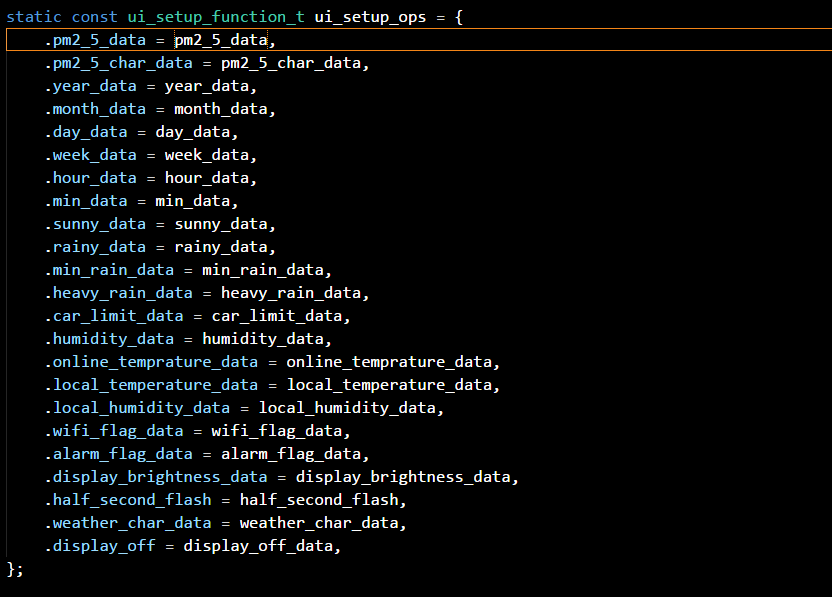 static const ui_setup_function_t ui_setup_ops = {
.pm2_5_data = pm2_5_data,
.pm2_5_char_data = pm2_5_char_data,
.year_data = year_data,
.month_data = month_data,
.day_data = day_data,
.week_data = week_data,
.hour_data = hour_data,
.min_data = min_data,
.sunny_data = sunny_data,
.rainy_data = rainy_data,
.min_rain_data = min_rain_data,
.heavy_rain_data = heavy_rain_data,
.car_limit_data = car_limit_data,
.humidity_data = humidity_data,
.online_temprature_data = online_temprature_data,
.local_temperature_data = local_temperature_data,
.local_humidity_data = local_humidity_data,
.wifi_flag_data = wifi_flag_data,
.alarm_flag_data = alarm_flag_data,
.display_brightness_data = display_brightness_data,
.half_second_flash = half_second_flash,
.weather_char_data = weather_char_data,
.display_off = display_off_data,
};